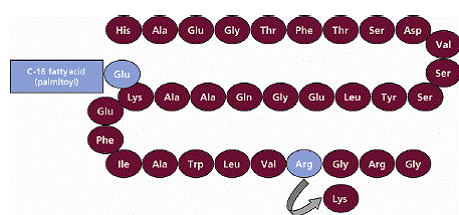 His Ala Glu Gly Thr Phe Thr Ser Asp
Val
Ser
C-16 fatty acid
(palmitoyl)
Glu
Lys Ala Ala Gln Gly Glu Leu Tyr Ser
Glu
Phe
Ile Ala Trp Leu Val Arg Gly Arg Gly
Lys